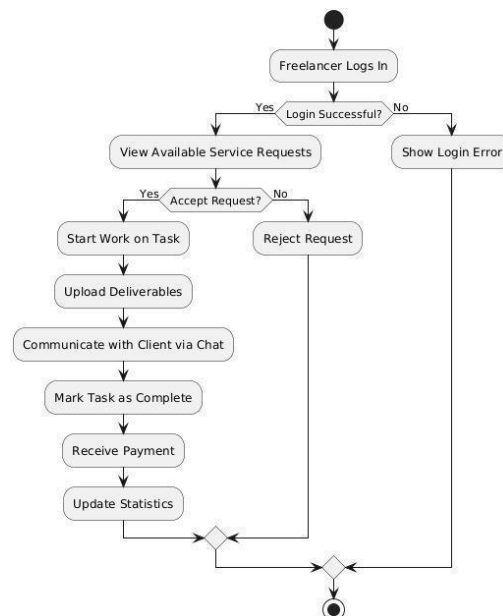 Freelancer Logs In
Yes
Login Successful?
No
View Available Service Requests
Show Login Error
Yes
Accept Request?
No
Start Work on Task
Reject Request
Upload Deliverables
Communicate with Client via Chat
Mark Task as Complete
Receive Payment
Update Statistics